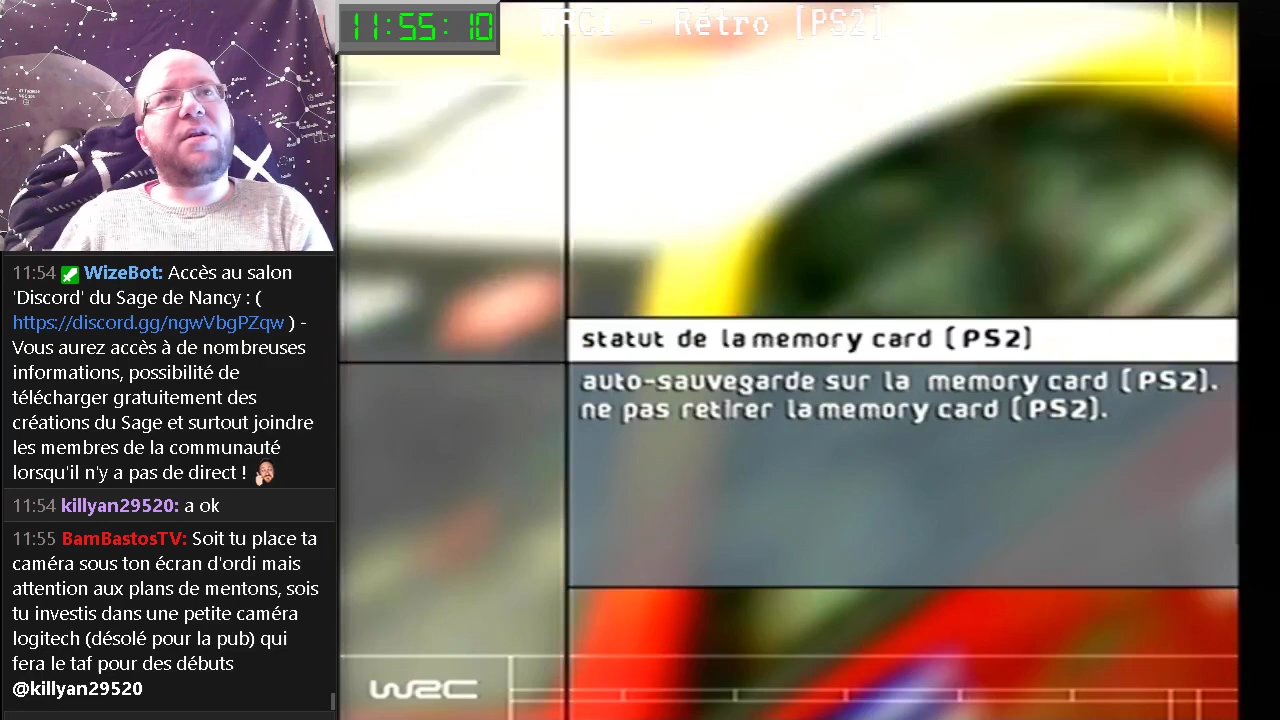 11:55:10
WRC1 - Rétro [PS2]
11:54 WizeBot: Accès au salon
'Discord' du Sage de Nancy : (
https://discord.gg/ngwVbgPZqw ) -
Vous aurez accès à de nombreuses
informations, possibilité de
télécharger gratuitement des
créations du Sage et surtout joindre
les membres de la communauté
lorsqu'il n'y a pas de direct !
11:54 killyan29520: a ok
11:55 BamBastosTV: Soit tu place ta
caméra sous ton écran d'ordi mais
attention aux plans de mentons, sois
tu investis dans une petite caméra
logitech (désolé pour la pub) qui
fera le taf pour des débuts
@killyan29520
statut de la memory card (PS2)
auto-sauvegarde sur la memory card (PS2).
ne pas retirer la memory card (PS2).
WRC